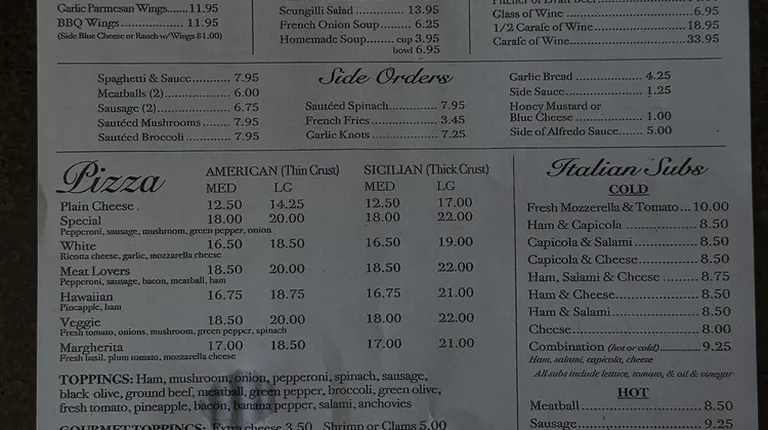 Garlic Parmesan Wings.......11.95
BBQ Wings................ 11.95
(Side Blue Cheese or Ranch w/Wings $1.00)
Scungilli Salad ............. 13.95
French Onion Soup......... 6.25
Homemade Soup........ cup 3.95
bowl 6.95
Glass of Wine ................. 6.95
1/2 Carafe of Wine......... 18.95
Carafe of Wine............... 33.95
Side Orders
Spaghetti & Sauce........... 7.95
Meatballs (2)................. 6.00
Sausage (2)................... 6.75
Sautéed Mushrooms ........ 7.95
Sautéed Broccoli ............ 7.95
Sautéed Spinach.............. 7.95
French Fries................... 3.45
Garlic Knots .................. 7.25
Garlic Bread ................. 4.25
Side Sauce..................... 1.25
Honey Mustard or
Blue Cheese .................. 1.00
Side of Alfredo Sauce....... 5.00
Pizza
AMERICAN (Thin Crust) SICILIAN (Thick Crust)
MED LG MED LG
Plain Cheese . 12.50 14.25 12.50 17.00
Special 18.00 20.00 18.00 22.00
Pepperoni, sausage, mushroom, green pepper, onion
White 16.50 18.50 16.50 19.00
Ricotta cheese, garlic, mozzarella cheese
Meat Lovers 18.50 20.00 18.50 22.00
Pepperoni, sausage, bacon, meatball, ham
Hawaiian 16.75 18.75 16.75 21.00
Pineapple, ham
Veggie 18.50 20.00 18.00 22.00
Fresh tomato, onions, mushroom, green pepper, spinach
Margherita 17.00 18.50 17.00 21.00
Fresh basil, plum tomato, mozzarella cheese
TOPPINGS: Ham, mushroom, onion, pepperoni, spinach, sausage,
black olive, ground beef, meatball, green pepper, broccoli, green olive,
fresh tomato, pineapple, bacon, banana pepper, salami, anchovies
GOURMET TOPPINGS: Extra cheese 3.50 Shrimp or Clams 5.00
Italian Subs
COLD
Fresh Mozzerella & Tomato ... 10.00
Ham & Capicola .................. 8.50
Capicola & Salami ................ 8.50
Capicola & Cheese................ 8.50
Ham, Salami & Cheese ......... 8.75
Ham & Cheese..................... 8.50
Ham & Salami...................... 8.50
Cheese................................ 8.00
Combination (hot or cold).............. 9.25
Ham, salami, capicola, cheese
All subs include lettuce, tomato, & oil & vinegar
HOT
Meatball ............................. 8.50
Sausage .............................. 9.25